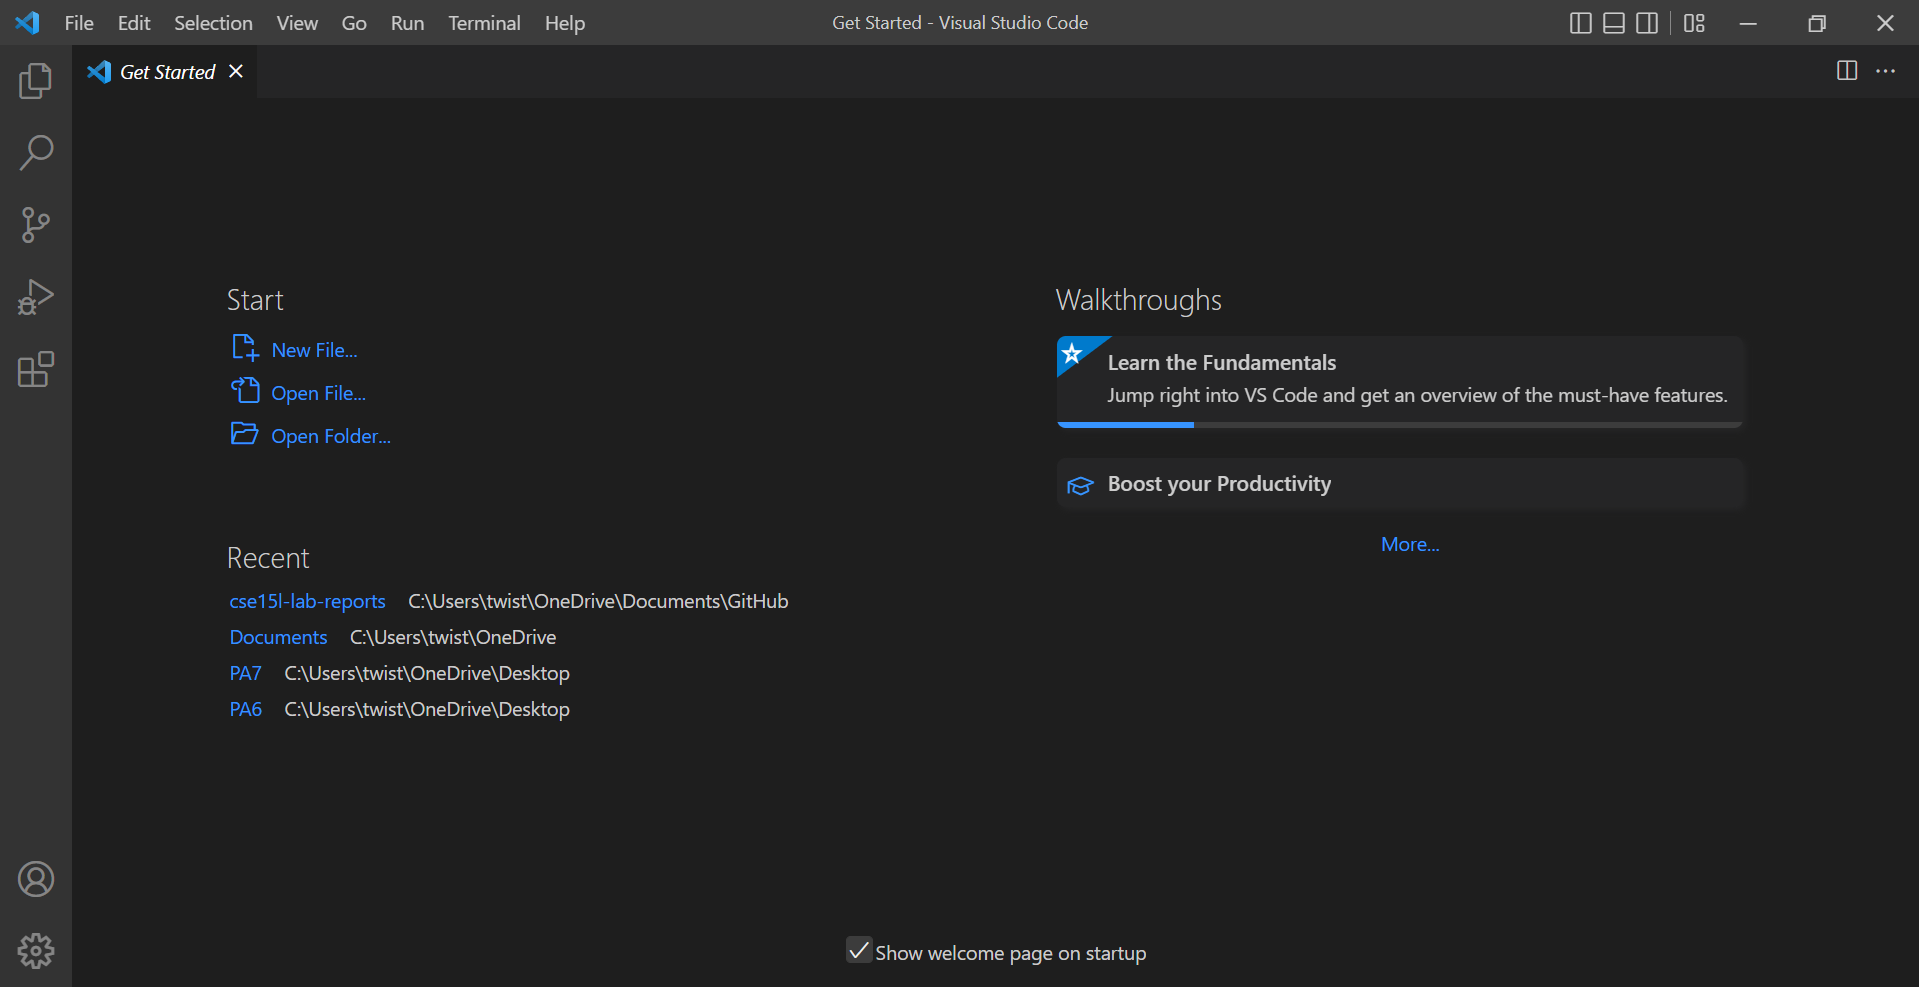 File Edit Selection View Go Run Terminal Help Get Started - Visual Studio Code
Get Started
Start
New File...
Open File...
Open Folder...
Recent
cse15l-lab-reports C:\Users\twist\OneDrive\Documents\GitHub
Documents C:\Users\twist\OneDrive
PA7 C:\Users\twist\OneDrive\Desktop
PA6 C:\Users\twist\OneDrive\Desktop
Walkthroughs
Learn the Fundamentals
Jump right into VS Code and get an overview of the must-have features.
Boost your Productivity
More...
Show welcome page on startup